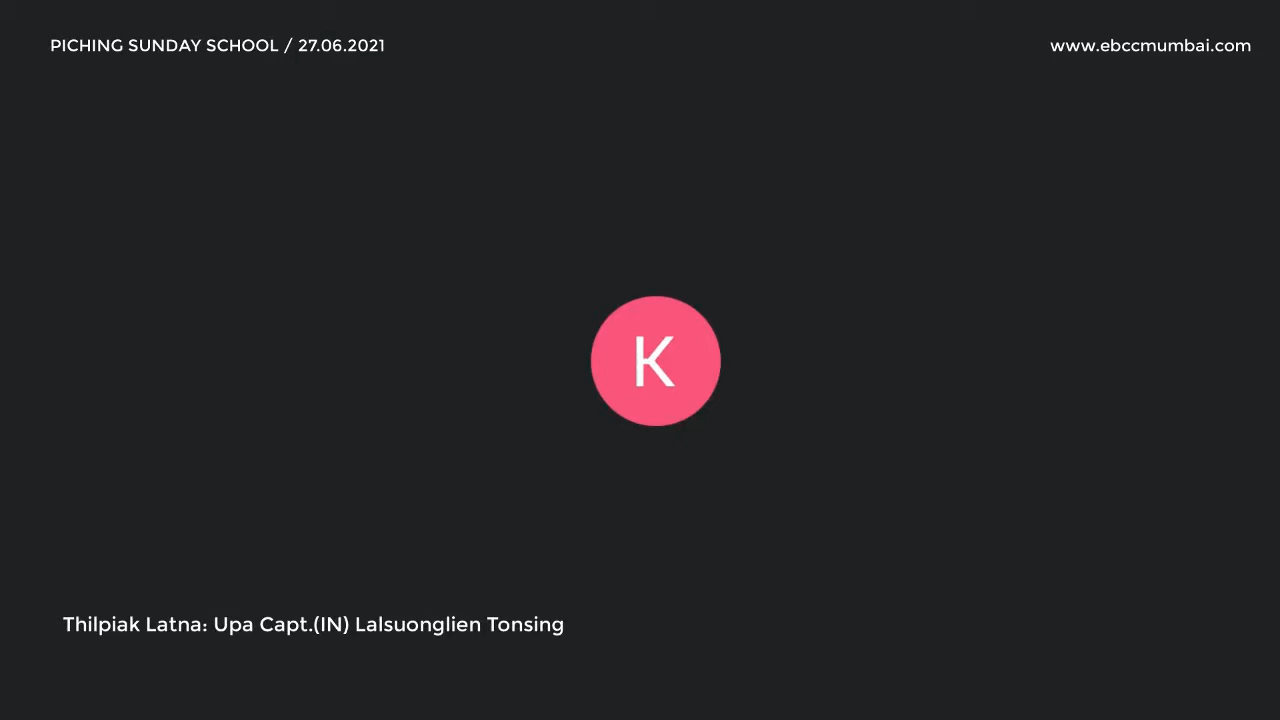 PICHING SUNDAY SCHOOL / 27.06.2021
www.ebccmumbai.com
K
Thilpiak Latna: Upa Capt.(IN) Lalsuonglien Tonsing